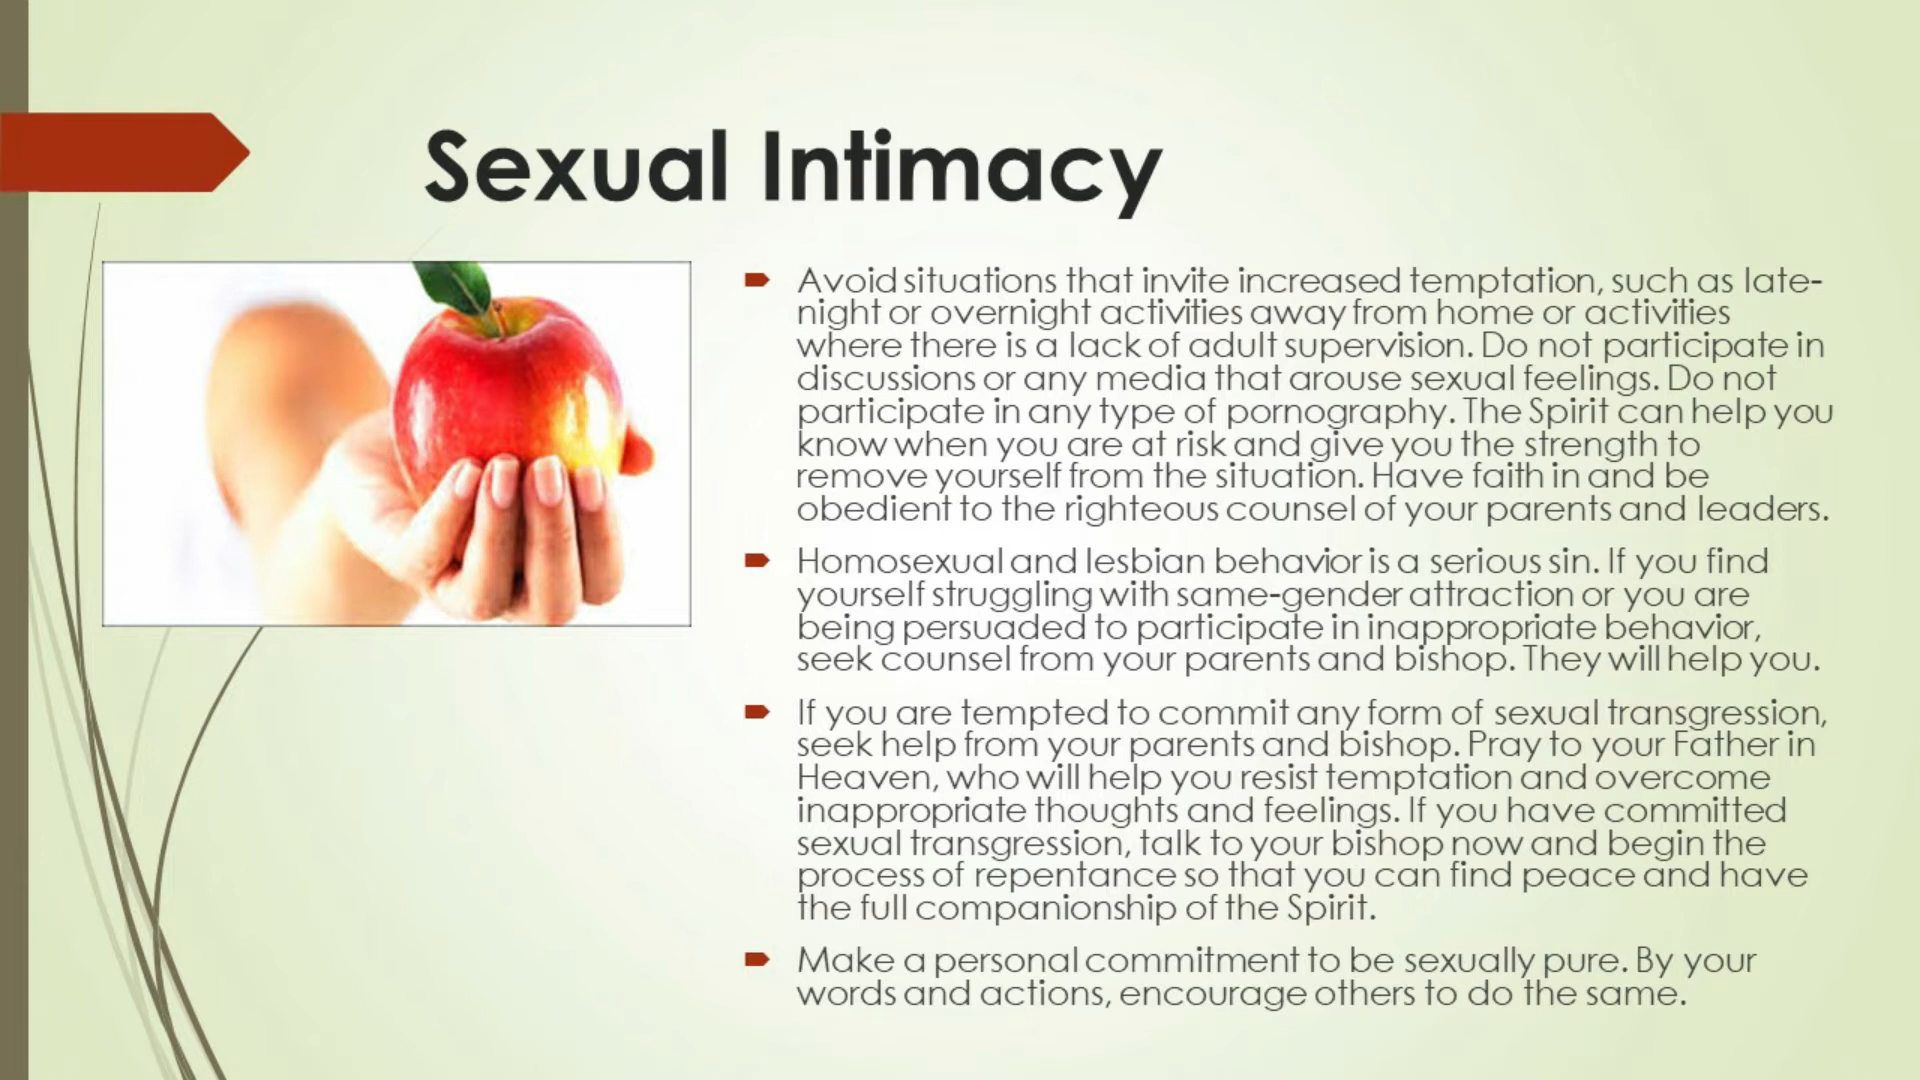 Sexual Intimacy
Avoid situations that invite increased temptation, such as late-
night or overnight activities away from home or activities
where there is a lack of adult supervision. Do not participate in
discussions or any media that arouse sexual feelings. Do not
participate in any type of pornography. The Spirit can help you
know when you are at risk and give you the strength to
remove yourself from the situation. Have faith in and be
obedient to the righteous counsel of your parents and leaders.
Homosexual and lesbian behavior is a serious sin. If you find
yourself struggling with same-gender attraction or you are
being persuaded to participate in inappropriate behavior,
seek counsel from your parents and bishop. They will help you.
If you are tempted to commit any form of sexual transgression,
seek help from your parents and bishop. Pray to your Father in
Heaven, who will help you resist temptation and overcome
inappropriate thoughts and feelings. If you have committed
sexual transgression, talk to your bishop now and begin the
process of repentance so that you can find peace and have
the full companionship of the Spirit.
Make a personal commitment to be sexually pure. By your
words and actions, encourage others to do the same.